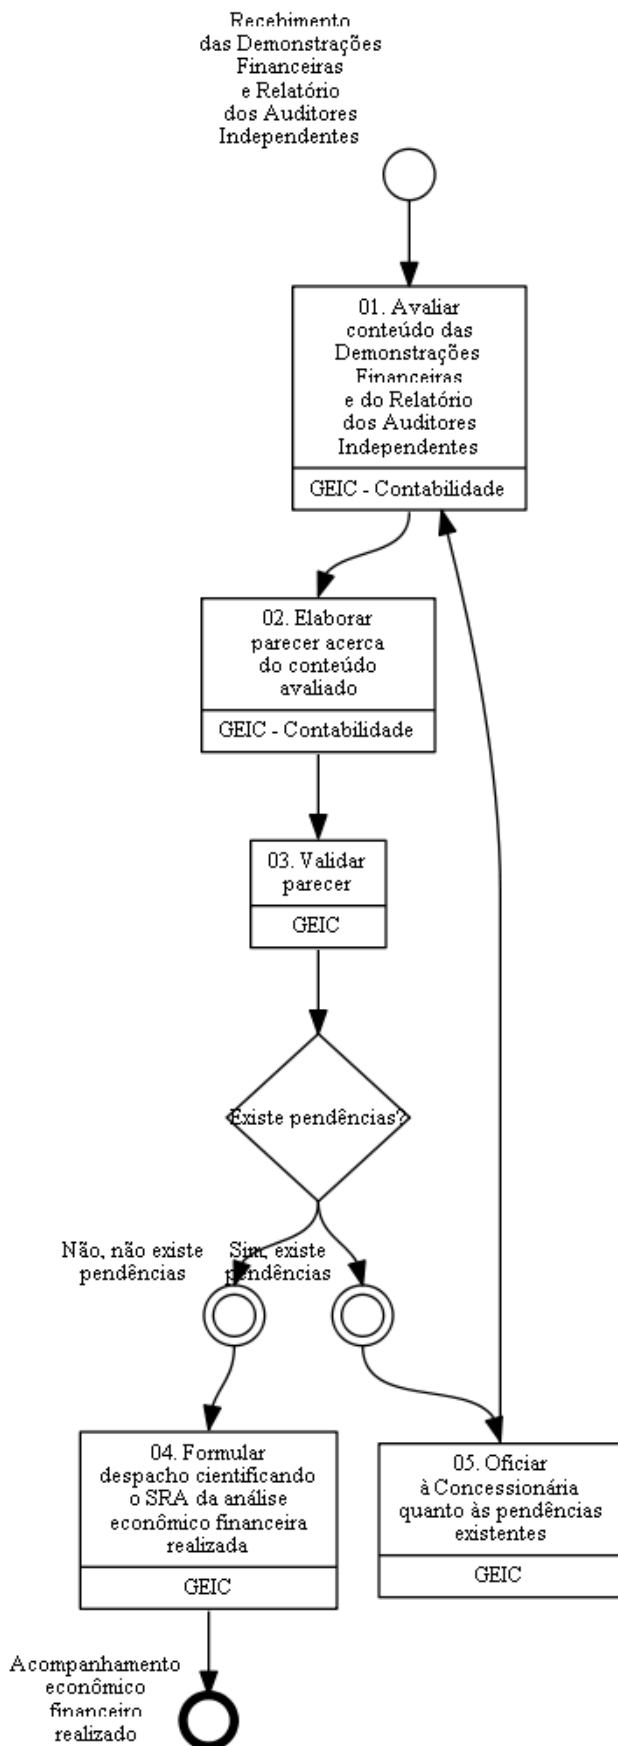 Recebimento
das Demonstrações
Financeiras
e Relatório
dos Auditores
Independentes
01. Avaliar
conteúdo das
Demonstrações
Financeiras
e do Relatório
dos Auditores
Independentes
GEIC - Contabilidade
02. Elaborar
parecer acerca
do conteúdo
avaliado
GEIC - Contabilidade
03. Validar
parecer
GEIC
Existe pendências?
Não, não existe
pendências
Sim, existe
pendências
04. Formular
despacho cientificando
o SRA da análise
econômico financeira
realizada
GEIC
05. Oficiar
à Concessionária
quanto às pendências
existentes
GEIC
Acompanhamento
econômico
financeiro
realizado